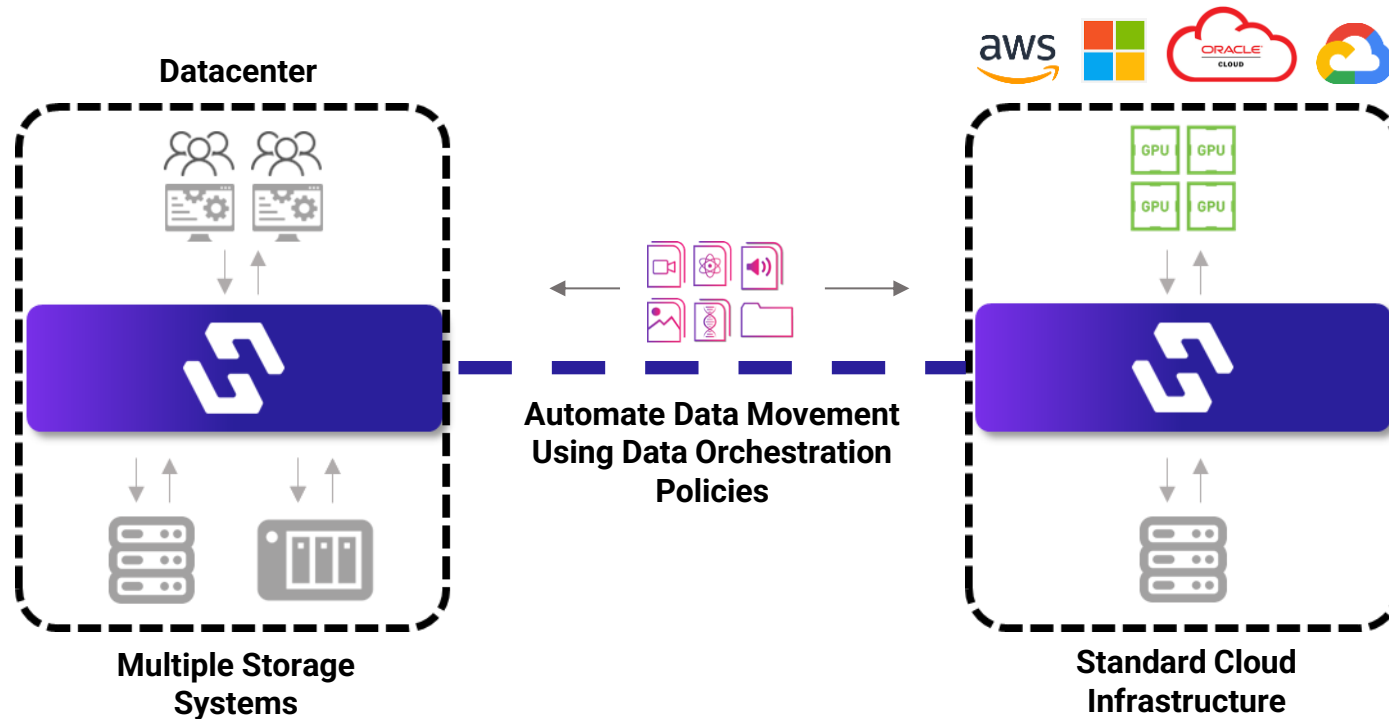 aws
ORACLE
CLOUD
Datacenter
GPU GPU
GPU GPU
Automate Data Movement
Using Data Orchestration
Policies
Multiple Storage
Systems
Standard Cloud
Infrastructure